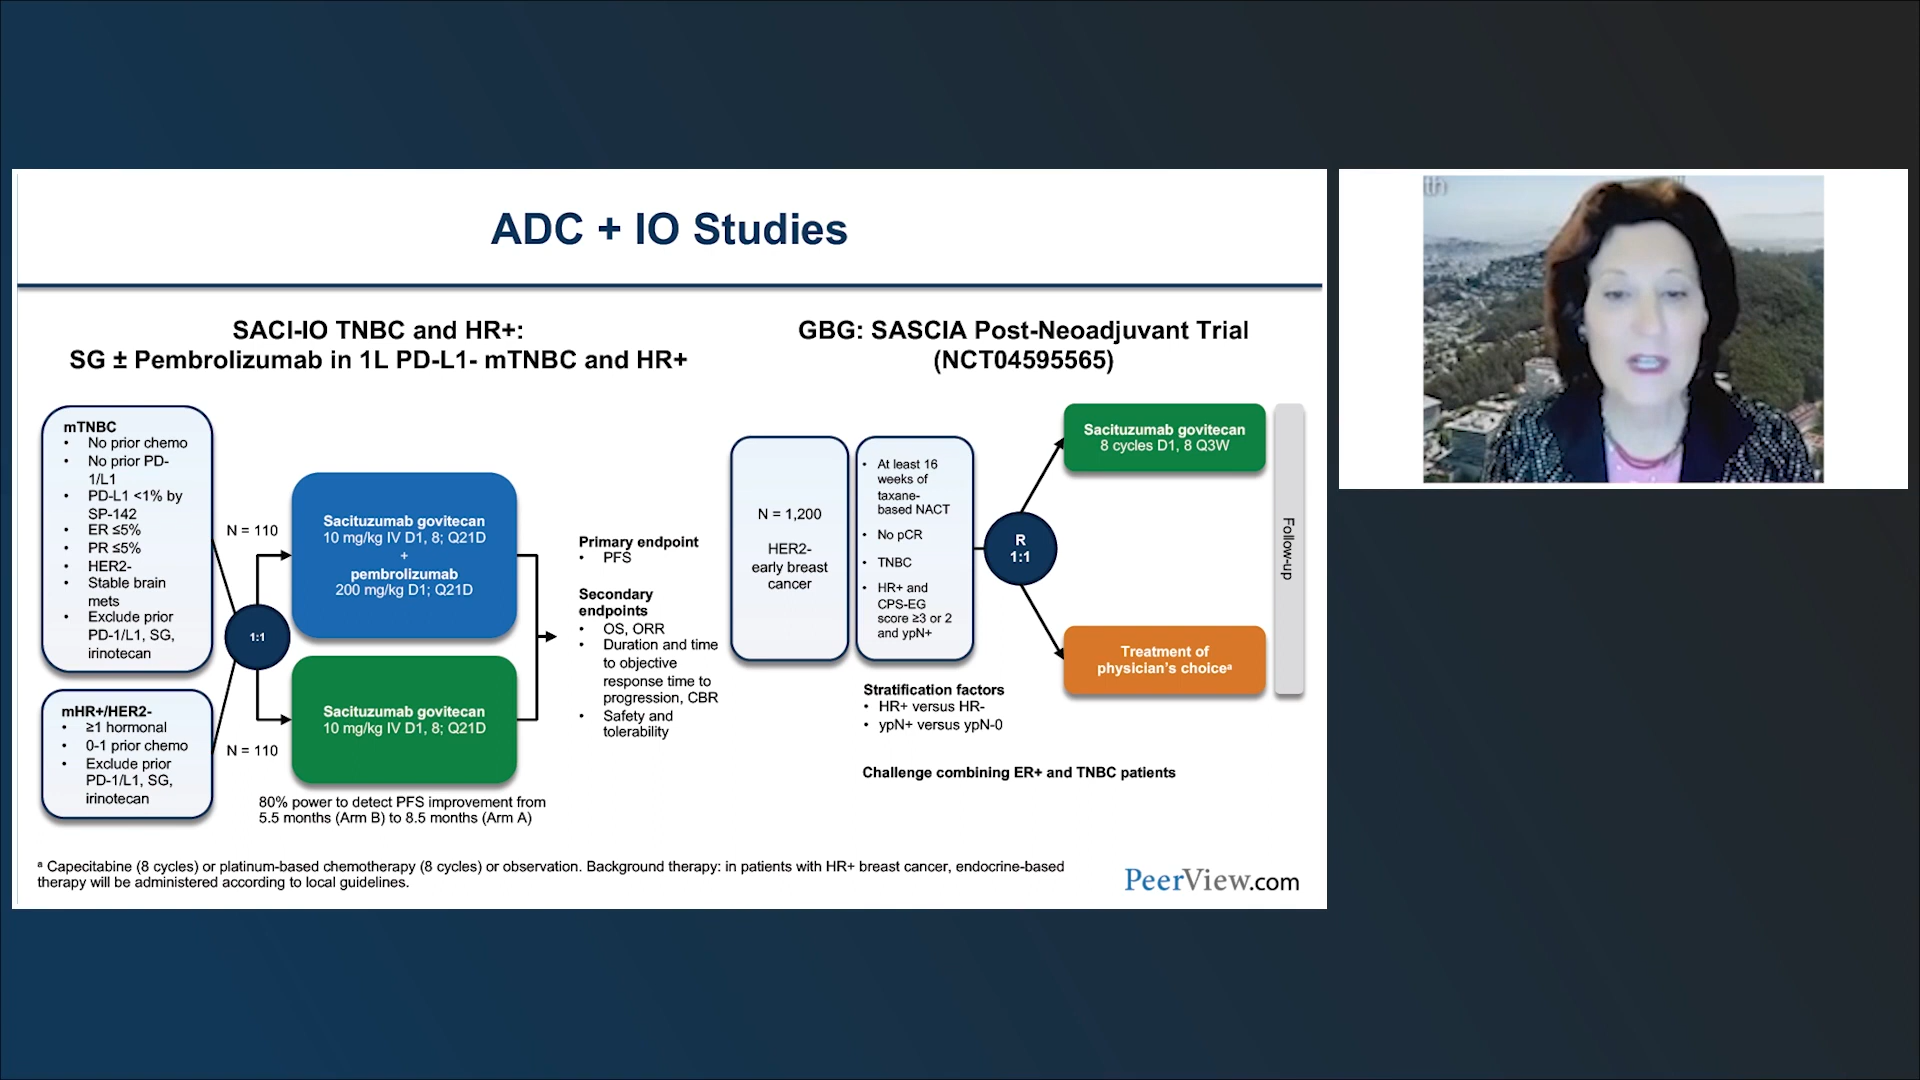 ADC + IO Studies
SACI-IO TNBC and HR+:
SG ± Pembrolizumab in 1L PD-L1- mTNBC and HR+
mTNBC
• No prior chemo
• No prior PD-
1/L1
• PD-L1 <1% by
SP-142
• ER ≤5%
• PR ≤5%
• HER2-
• Stable brain
mets
• Exclude prior
PD-1/L1, SG,
irinotecan
mHR+/HER2-
• ≥1 hormonal
• 0-1 prior chemo
• Exclude prior
PD-1/L1, SG,
irinotecan
N = 110
1:1
N = 110
Sacituzumab govitecan
10 mg/kg IV D1, 8; Q21D
+
pembrolizumab
200 mg/kg D1; Q21D
Sacituzumab govitecan
10 mg/kg IV D1, 8; Q21D
80% power to detect PFS improvement from
5.5 months (Arm B) to 8.5 months (Arm A)
Primary endpoint
• PFS
Secondary
endpoints
• OS, ORR
• Duration and time
to objective
response time to
progression, CBR
• Safety and
tolerability
GBG: SASCIA Post-Neoadjuvant Trial
(NCT04595565)
N = 1,200
HER2-
early breast
cancer
• At least 16
weeks of
taxane-
based NACT
• No pCR
• TNBC
• HR+ and
CPS-EG
score ≥3 or 2
and ypN+
R
1:1
Sacituzumab govitecan
8 cycles D1, 8 Q3W
Treatment of
physician's choiceᵃ
Follow-up
Stratification factors
• HR+ versus HR-
• ypN+ versus ypN-0
Challenge combining ER+ and TNBC patients
ᵃ Capecitabine (8 cycles) or platinum-based chemotherapy (8 cycles) or observation. Background therapy: in patients with HR+ breast cancer, endocrine-based
therapy will be administered according to local guidelines.
PeerView.com
th